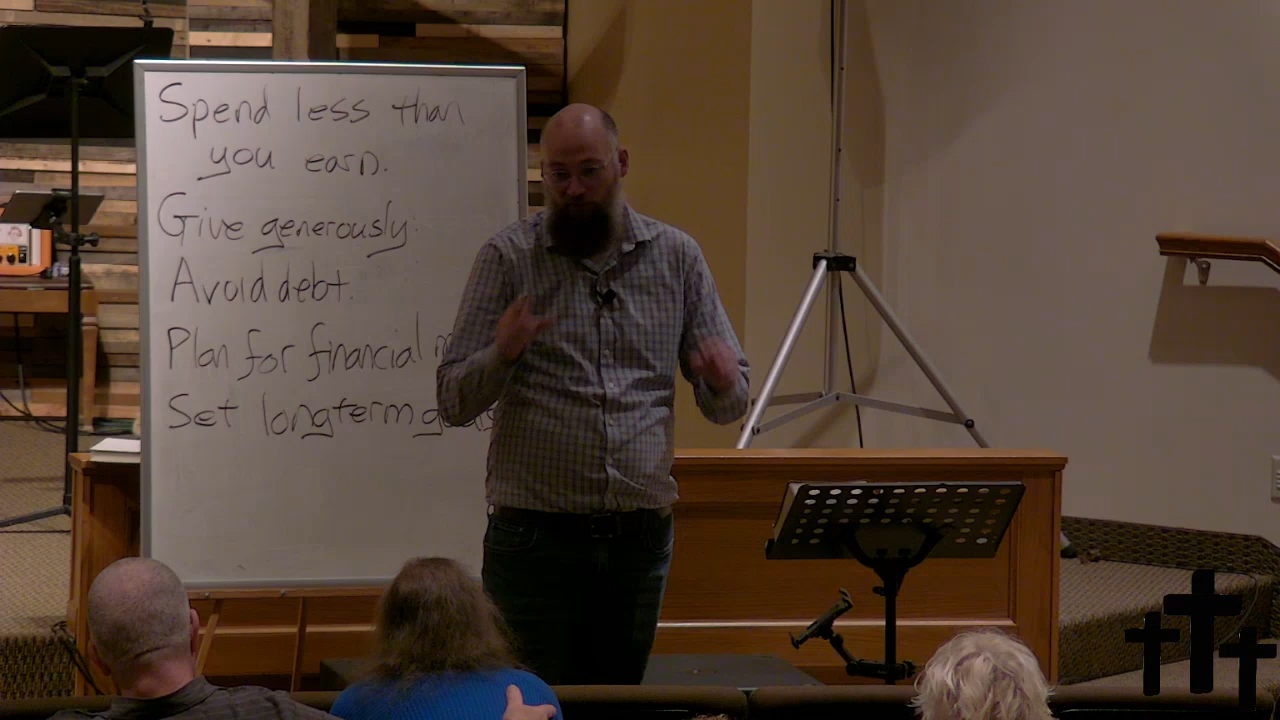 Spend less than
you earn.
Give generously.
Avoid debt.
Plan for financial
Set longterm